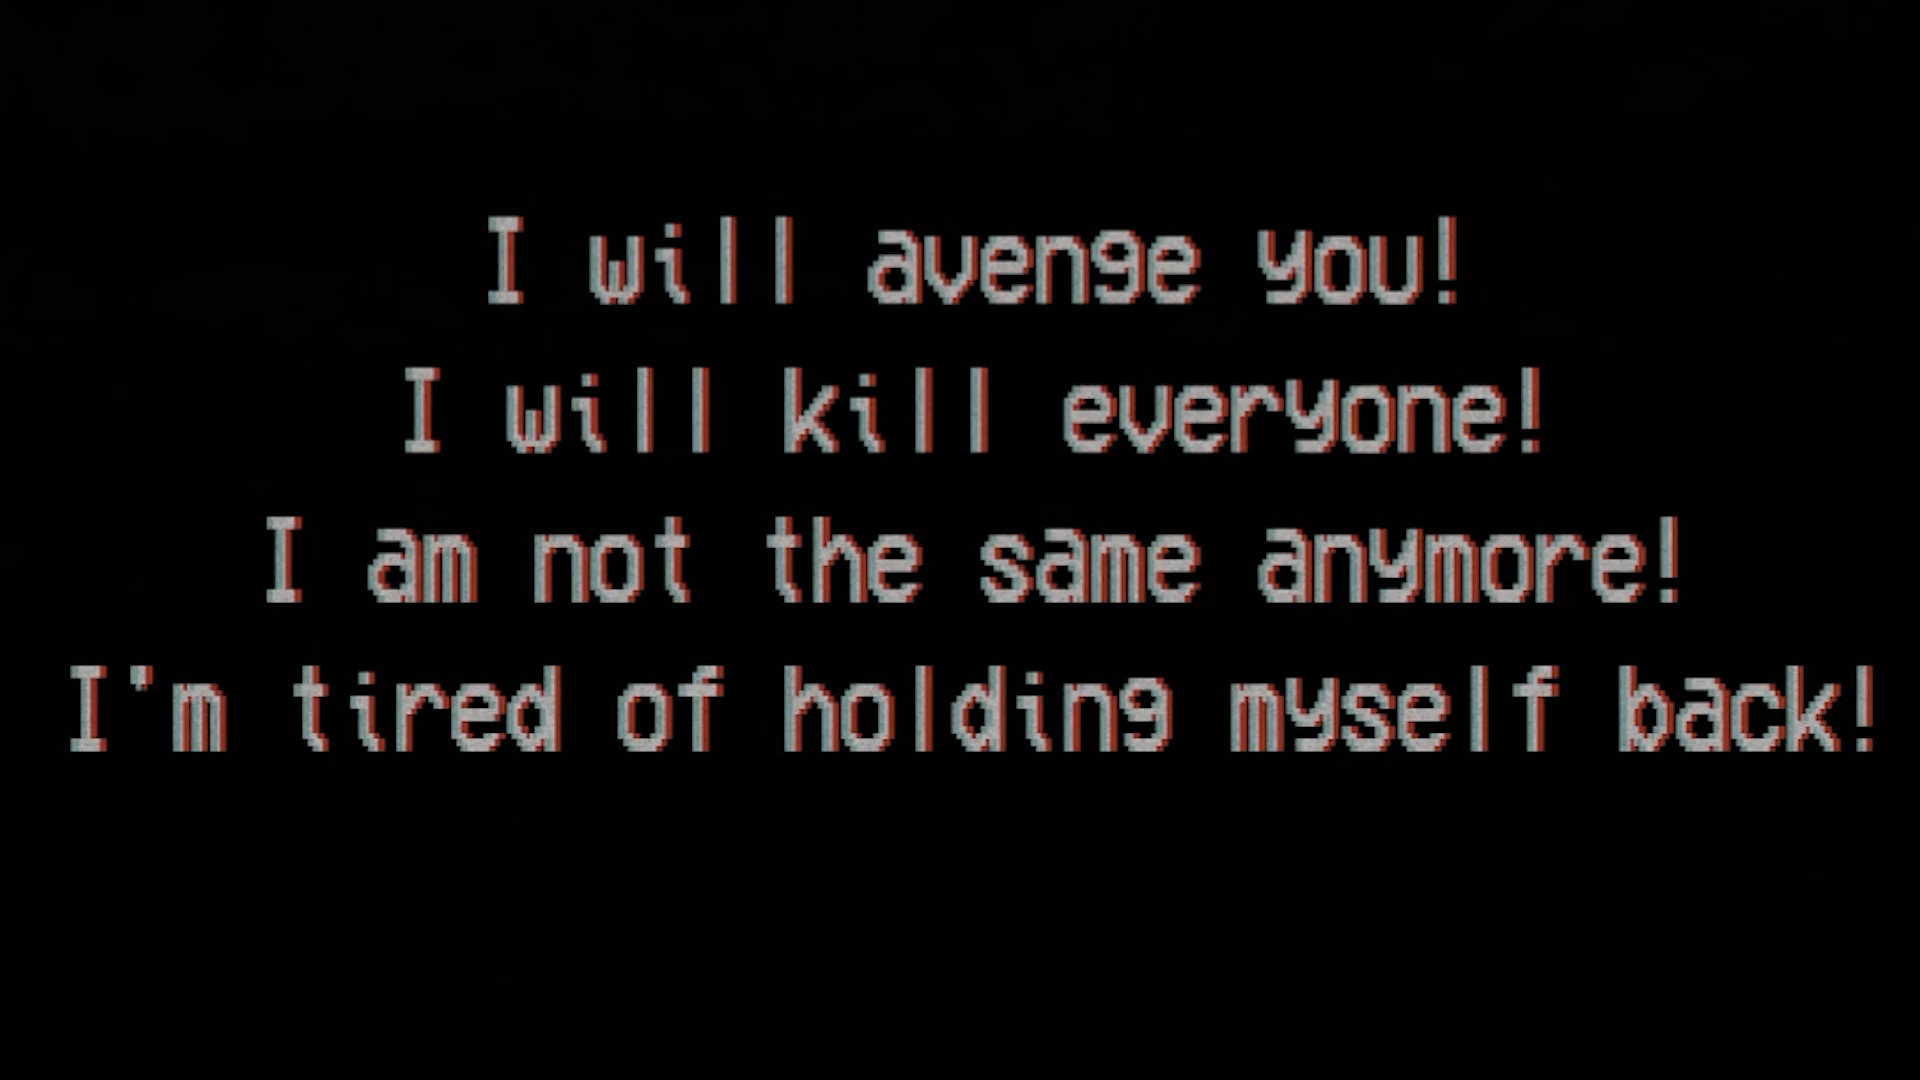 I will avenge you!
I will kill everyone!
I am not the same anymore!
I'm tired of holding myself back!